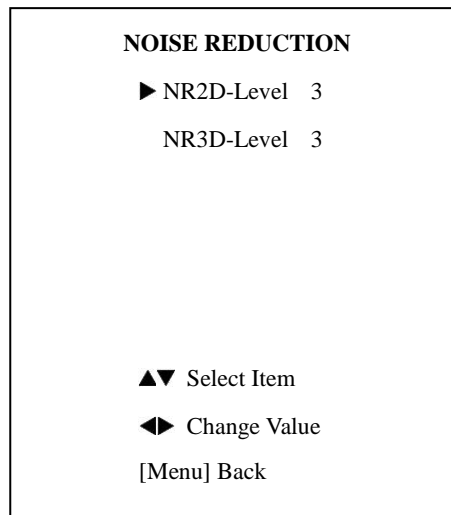 NOISE REDUCTION
▶ NR2D-Level 3
NR3D-Level 3
▲▼ Select Item
◀▶ Change Value
[Menu] Back